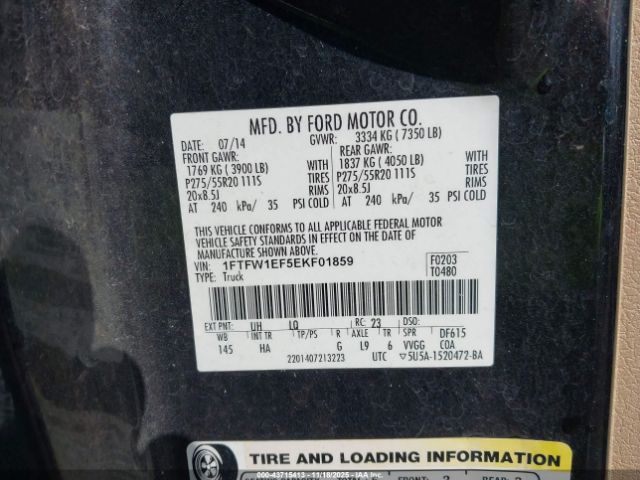 MFD. BY FORD MOTOR CO.
DATE: 07/14 GVWR: 3334 KG ( 7350 LB)
FRONT GAWR: REAR GAWR:
1769 KG ( 3900 LB) WITH 1837 KG ( 4050 LB) WITH
P275/55R20 111S TIRES P275/55R20 111S TIRES
20x8.5J RIMS 20x8.5J RIMS
AT 240 kPa/ 35 PSI COLD AT 240 kPa/ 35 PSI COLD
THIS VEHICLE CONFORMS TO ALL APPLICABLE FEDERAL MOTOR
VEHICLE SAFETY STANDARDS IN EFFECT ON THE DATE OF
MANUFACTURE SHOWN ABOVE.
VIN: 1FTFW1EF5EKF01859 F0203
TYPE: Truck T0480
EXT PNT: UH LQ RC: 23 DSO: DF615
WB INT TR TP/PS R AXLE TR SPR
145 HA G L9 6 VVGG COA
2201407213223 UTC ▽5U5A-1520472-BA
TIRE AND LOADING INFORMATION
000-43715413 - 11/18/2025 - IAA Inc.
FRONT: 3 REAR: 3